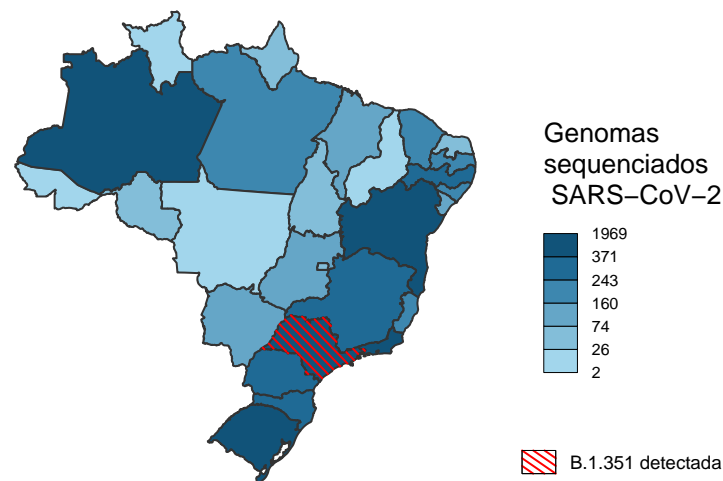 Genomas
sequenciados
SARS−CoV−2
1969
371
243
160
74
26
2
B.1.351 detectada